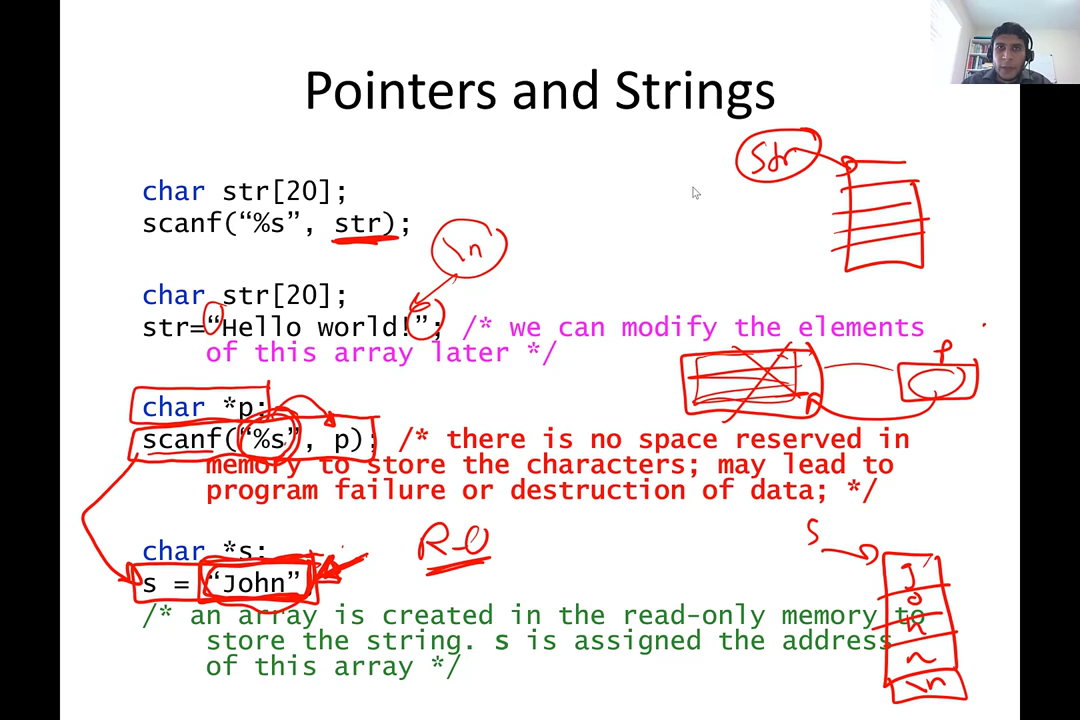 Pointers and Strings
str
char str[20];
scanf(“%s”, str);
\n
char str[20];
str=“Hello world!”; /* we can modify the elements
of this array later */
p
char *p;
scanf(“%s”, p); /* there is no space reserved in
memory to store the characters; may lead to
program failure or destruction of data; */
R-O
s
char *s;
s = “John”
/* an array is created in the read-only memory to
store the string. s is assigned the address
of this array */
J
o
h
n
\n